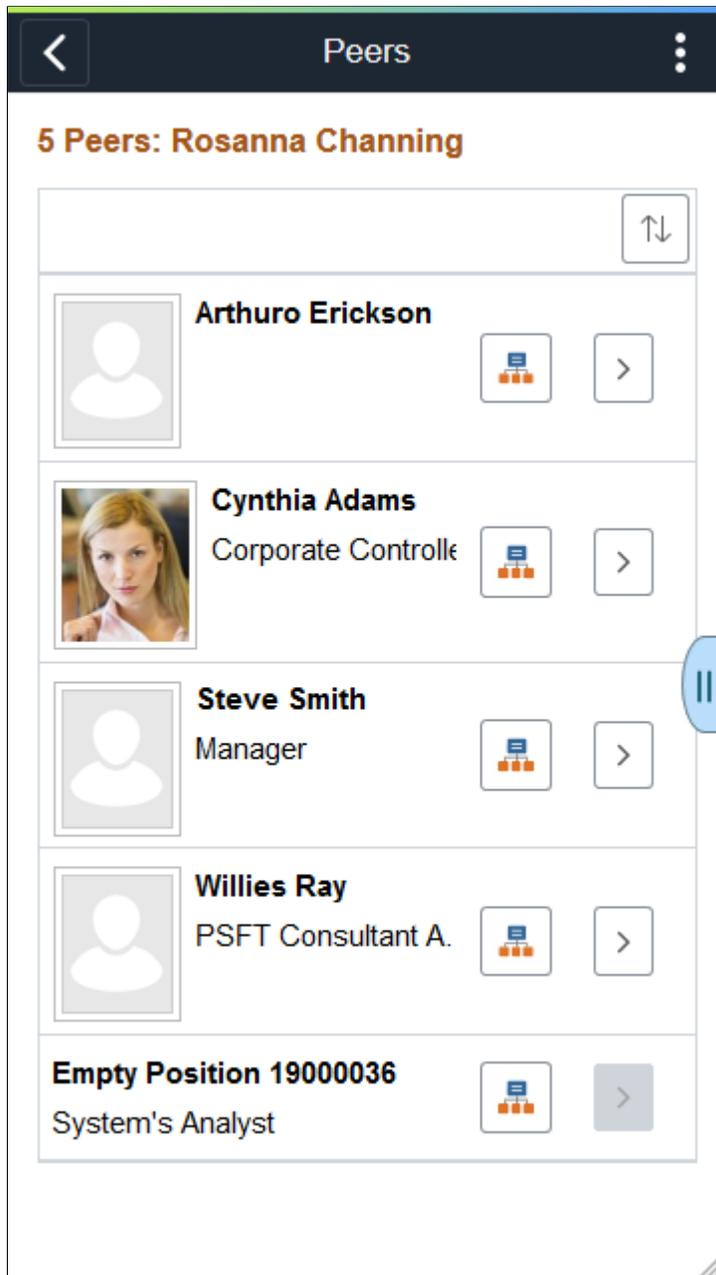 Peers
5 Peers: Rosanna Channing
Arthuro Erickson
Cynthia Adams
Corporate Controlle
Steve Smith
Manager
Willies Ray
PSFT Consultant A.
Empty Position 19000036
System's Analyst